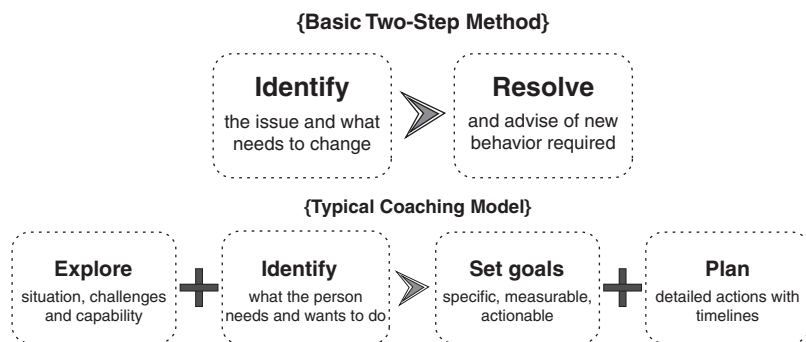 {Basic Two-Step Method}
Identify
the issue and what
needs to change
Resolve
and advise of new
behavior required
{Typical Coaching Model}
Explore
situation, challenges
and capability
Identify
what the person
needs and wants to do
Set goals
specific, measurable,
actionable
Plan
detailed actions with
timelines